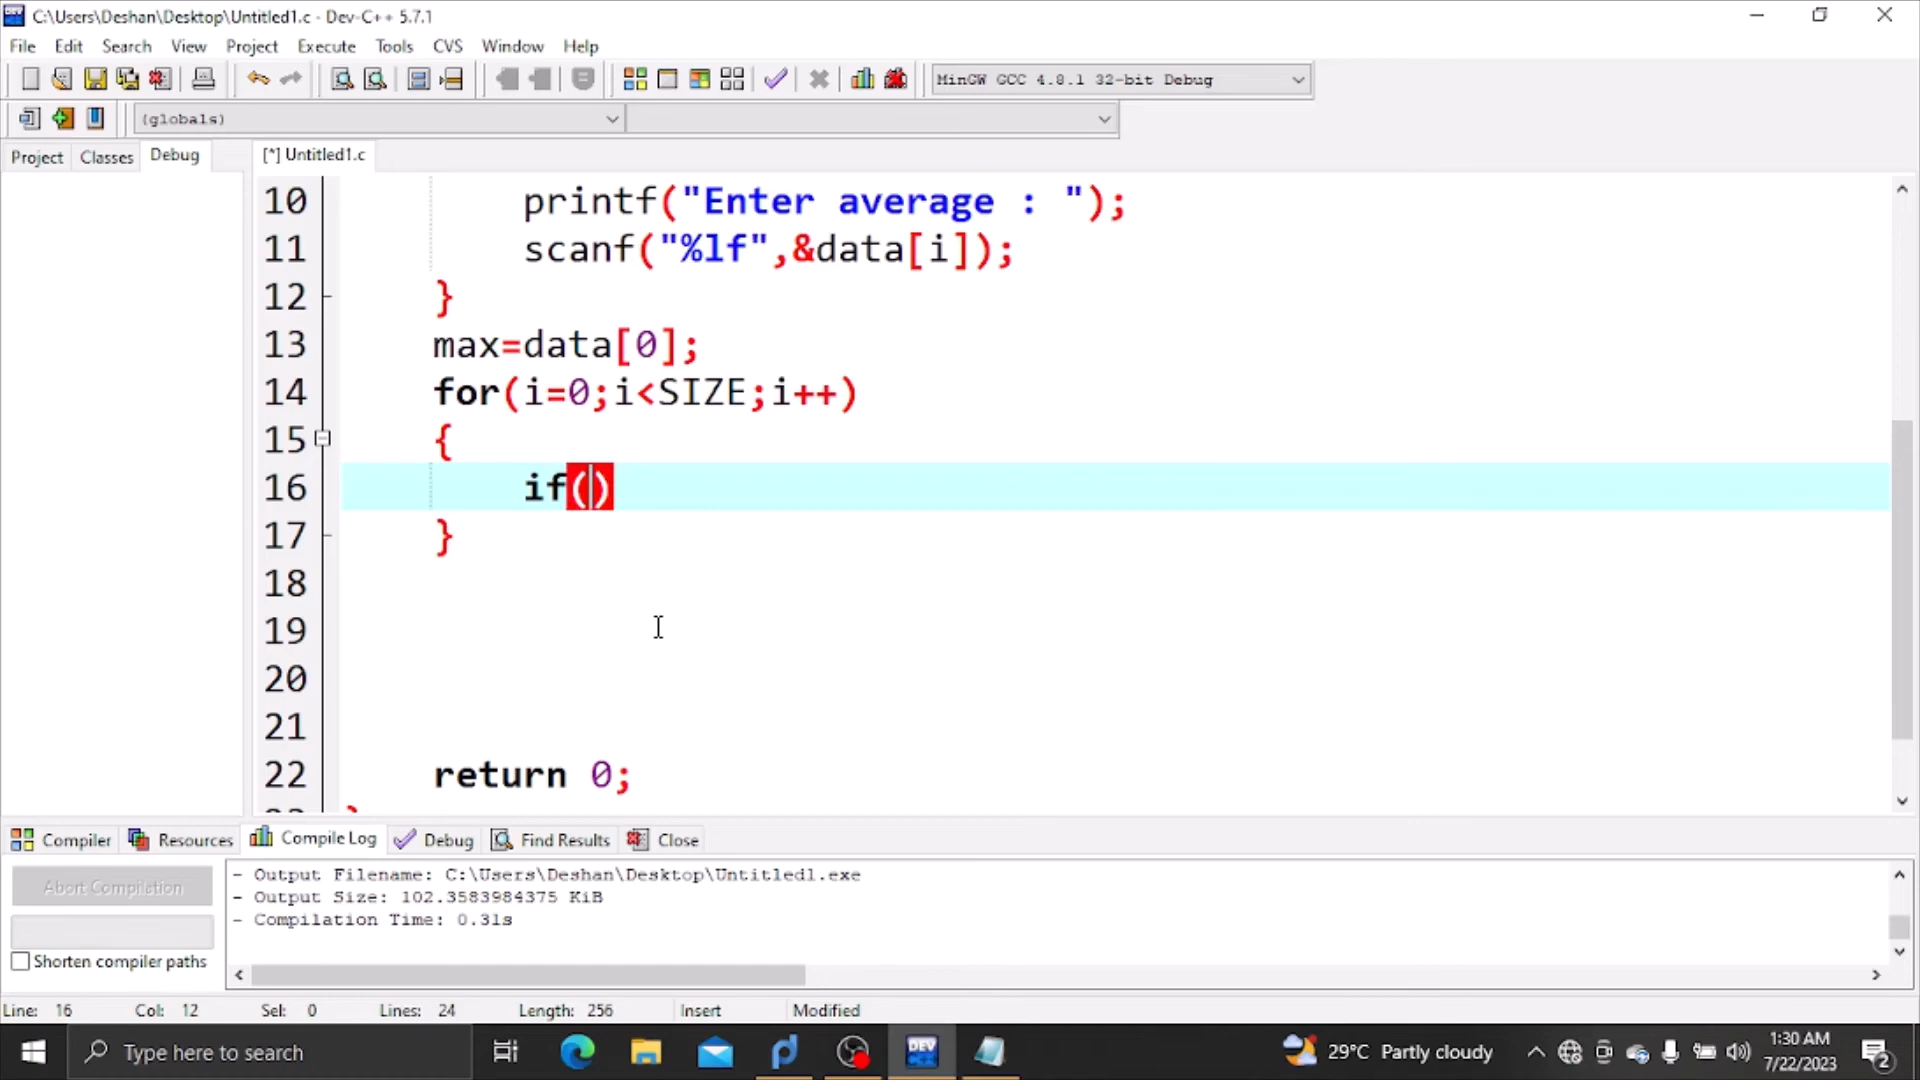 C:\Users\Deshan\Desktop\Untitled1.c - Dev-C++ 5.7.1
File Edit Search View Project Execute Tools CVS Window Help
MinGW GCC 4.8.1 32-bit Debug
(globals)
Project Classes Debug [*] Untitled1.c
10 printf("Enter average : ");
11 scanf("%lf",&data[i]);
12 }
13 max=data[0];
14 for(i=0;i<SIZE;i++)
15 {
16 if()
17 }
18
19
20
21
22 return 0;
Compiler Resources Compile Log Debug Find Results Close
Abort Compilation
Shorten compiler paths
- Output Filename: C:\Users\Deshan\Desktop\Untitled1.exe
- Output Size: 102.3583984375 KiB
- Compilation Time: 0.31s
Line: 16 Col: 12 Sel: 0 Lines: 24 Length: 256 Insert Modified
Type here to search
DEV
29°C Partly cloudy
1:30 AM
7/22/2023
2